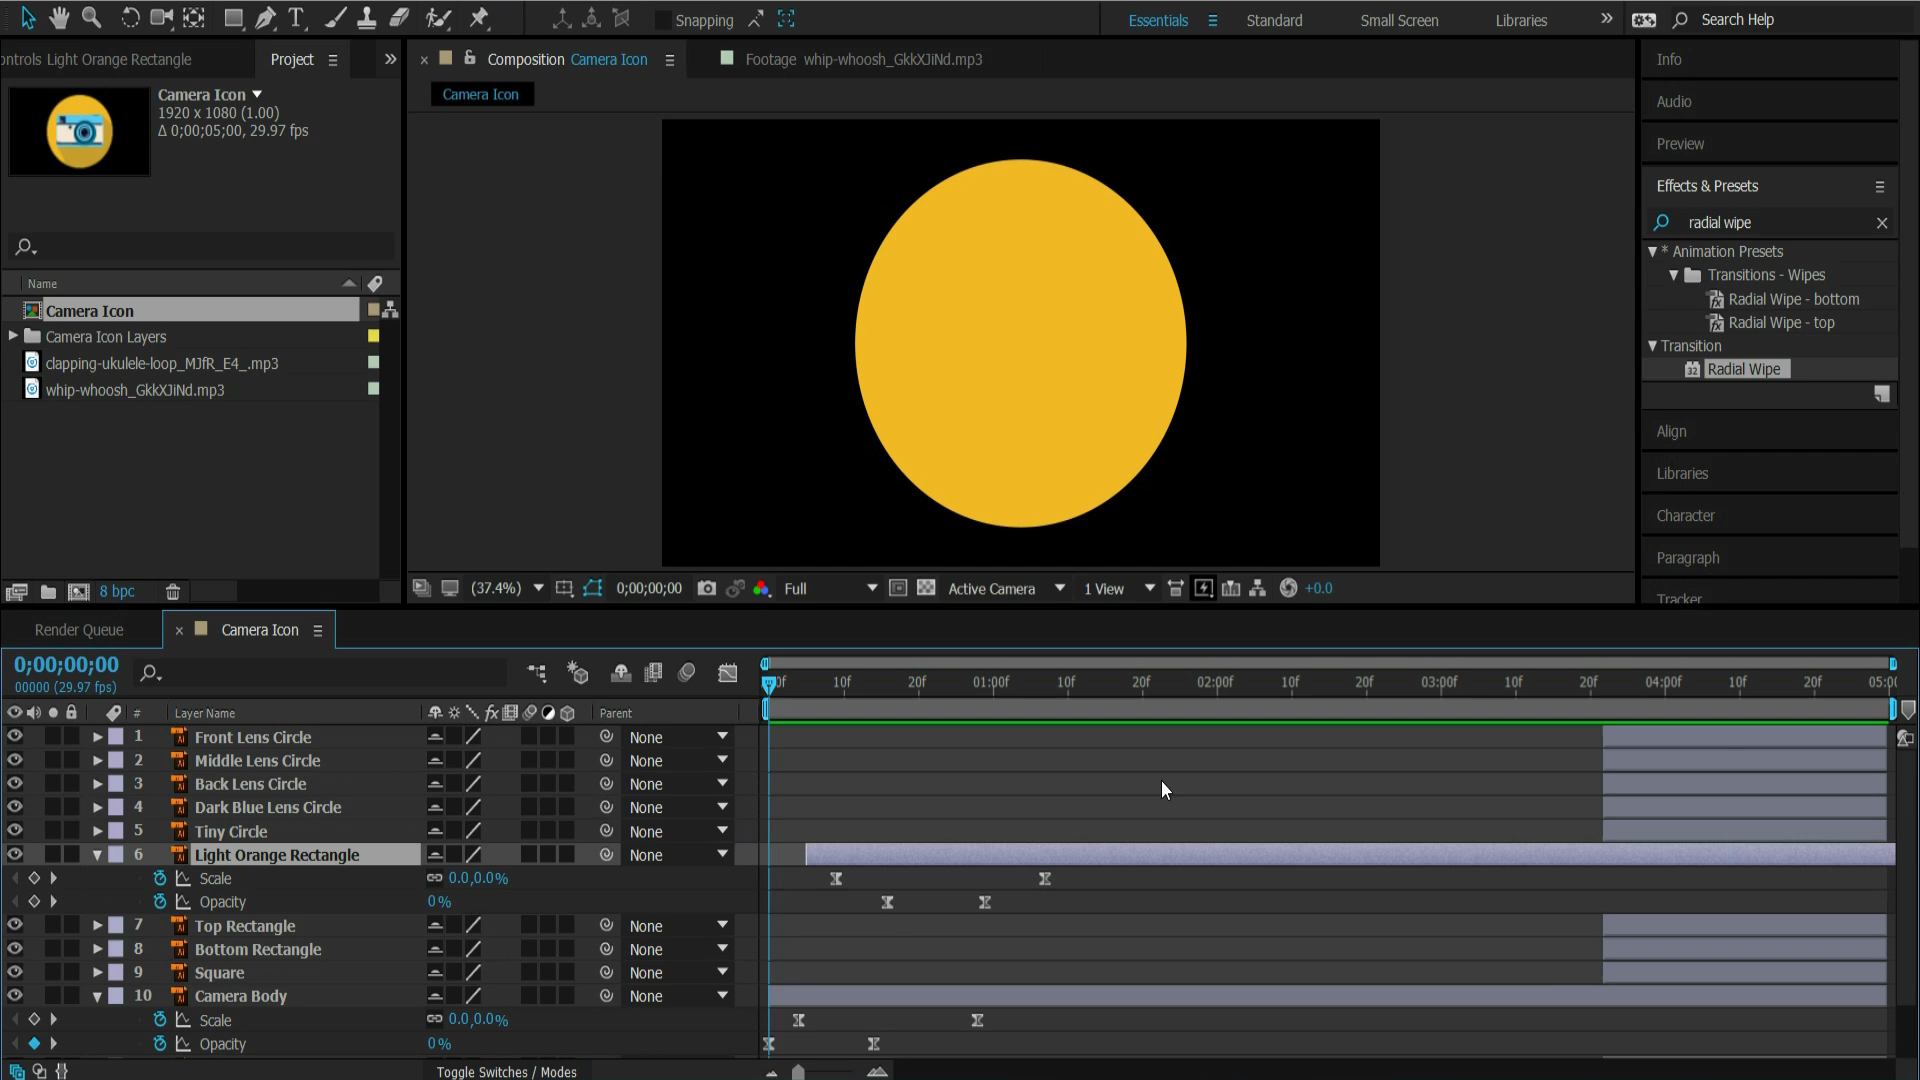 Snapping
Essentials
Standard
Small Screen
Libraries
Search Help
ontrols Light Orange Rectangle
Project
Composition Camera Icon
Footage whip-whoosh_GkkXJiNd.mp3
Info
Camera Icon
1920 x 1080 (1.00)
Δ 0;00;05;00, 29.97 fps
Camera Icon
Audio
Preview
Effects & Presets
radial wipe
* Animation Presets
Transitions - Wipes
Radial Wipe - bottom
Radial Wipe - top
Transition
Radial Wipe
Name
Camera Icon
Camera Icon Layers
clapping-ukulele-loop_MJfR_E4_.mp3
whip-whoosh_GkkXJiNd.mp3
Align
Libraries
Character
Paragraph
Tracker
8 bpc
(37.4%)
0;00;00;00
Full
Active Camera
1 View
+0.0
Render Queue
Camera Icon
0;00;00;00
00000 (29.97 fps)
0f 10f 20f 01:00f 10f 20f 02:00f 10f 20f 03:00f 10f 20f 04:00f 10f 20f 05:00
# Layer Name
Parent
1 Front Lens Circle None
2 Middle Lens Circle None
3 Back Lens Circle None
4 Dark Blue Lens Circle None
5 Tiny Circle None
6 Light Orange Rectangle None
Scale 0.0,0.0%
Opacity 0%
7 Top Rectangle None
8 Bottom Rectangle None
9 Square None
10 Camera Body None
Scale 0.0,0.0%
Opacity 0%
Toggle Switches / Modes